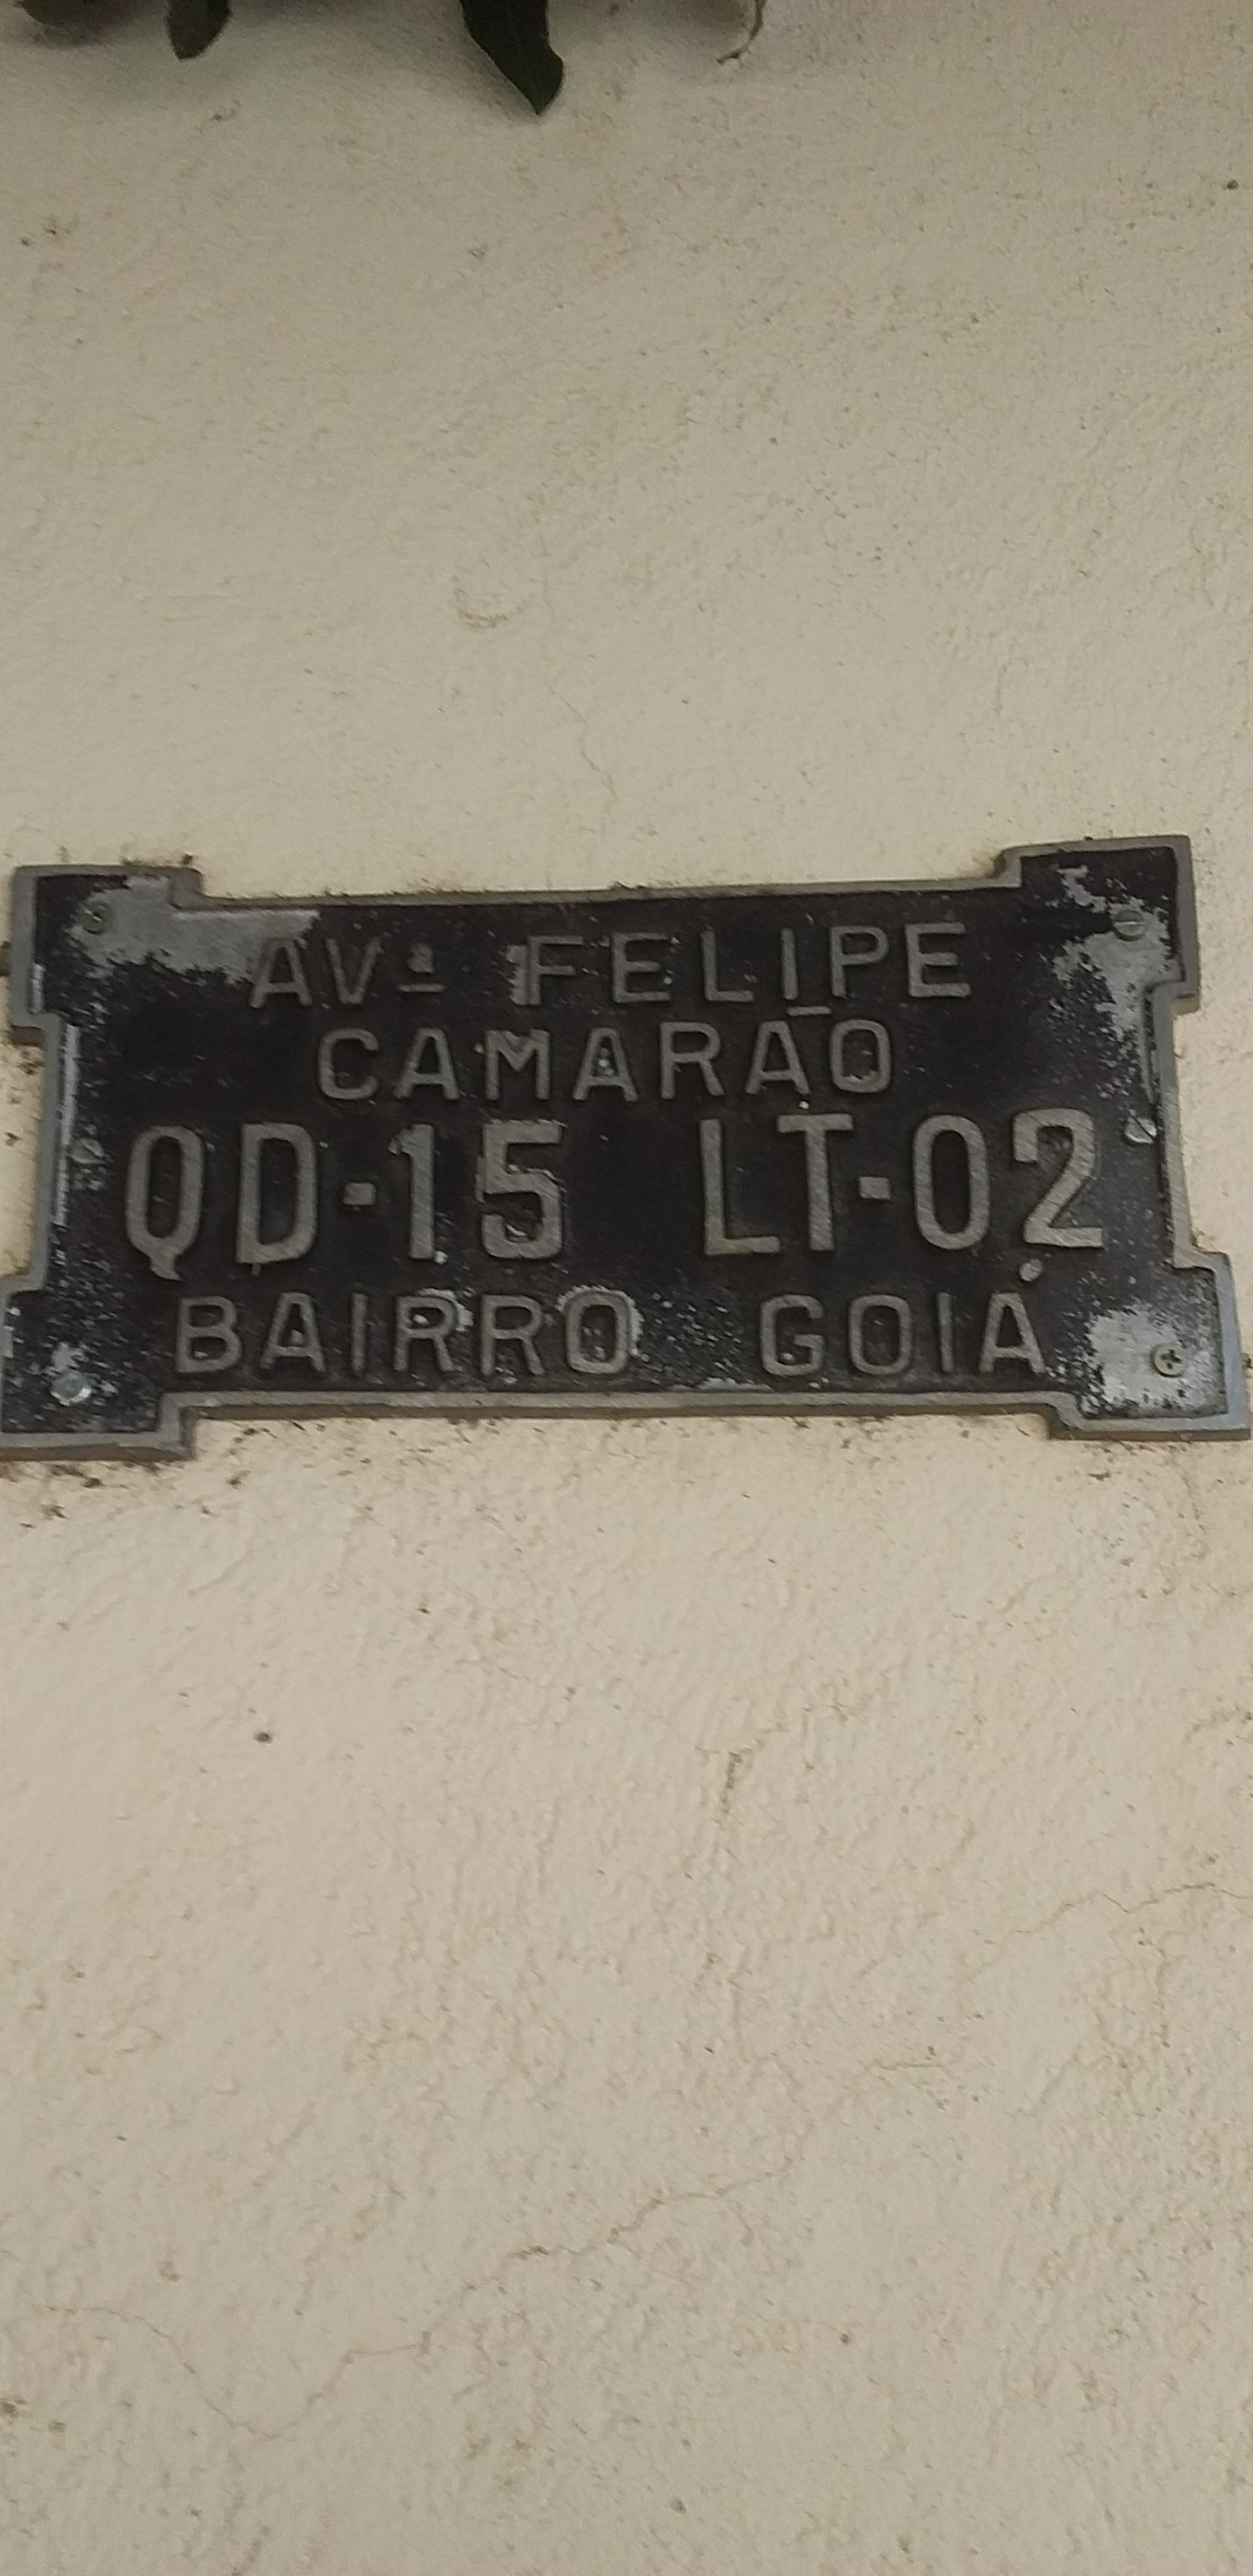 AVª FELIPE
CAMARÃO
QD-15 LT-02
BAIRRO GOIÁ